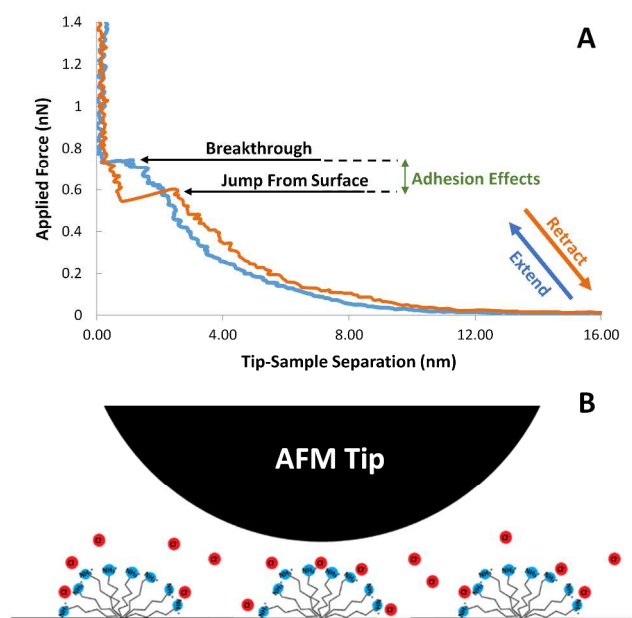 A
1.4
1.2
1
0.8
0.6
0.4
0.2
0
Applied Force (nN)
Breakthrough
Jump From Surface
Adhesion Effects
Retract
Extend
0.00 4.00 8.00 12.00 16.00
Tip-Sample Separation (nm)
B
AFM Tip